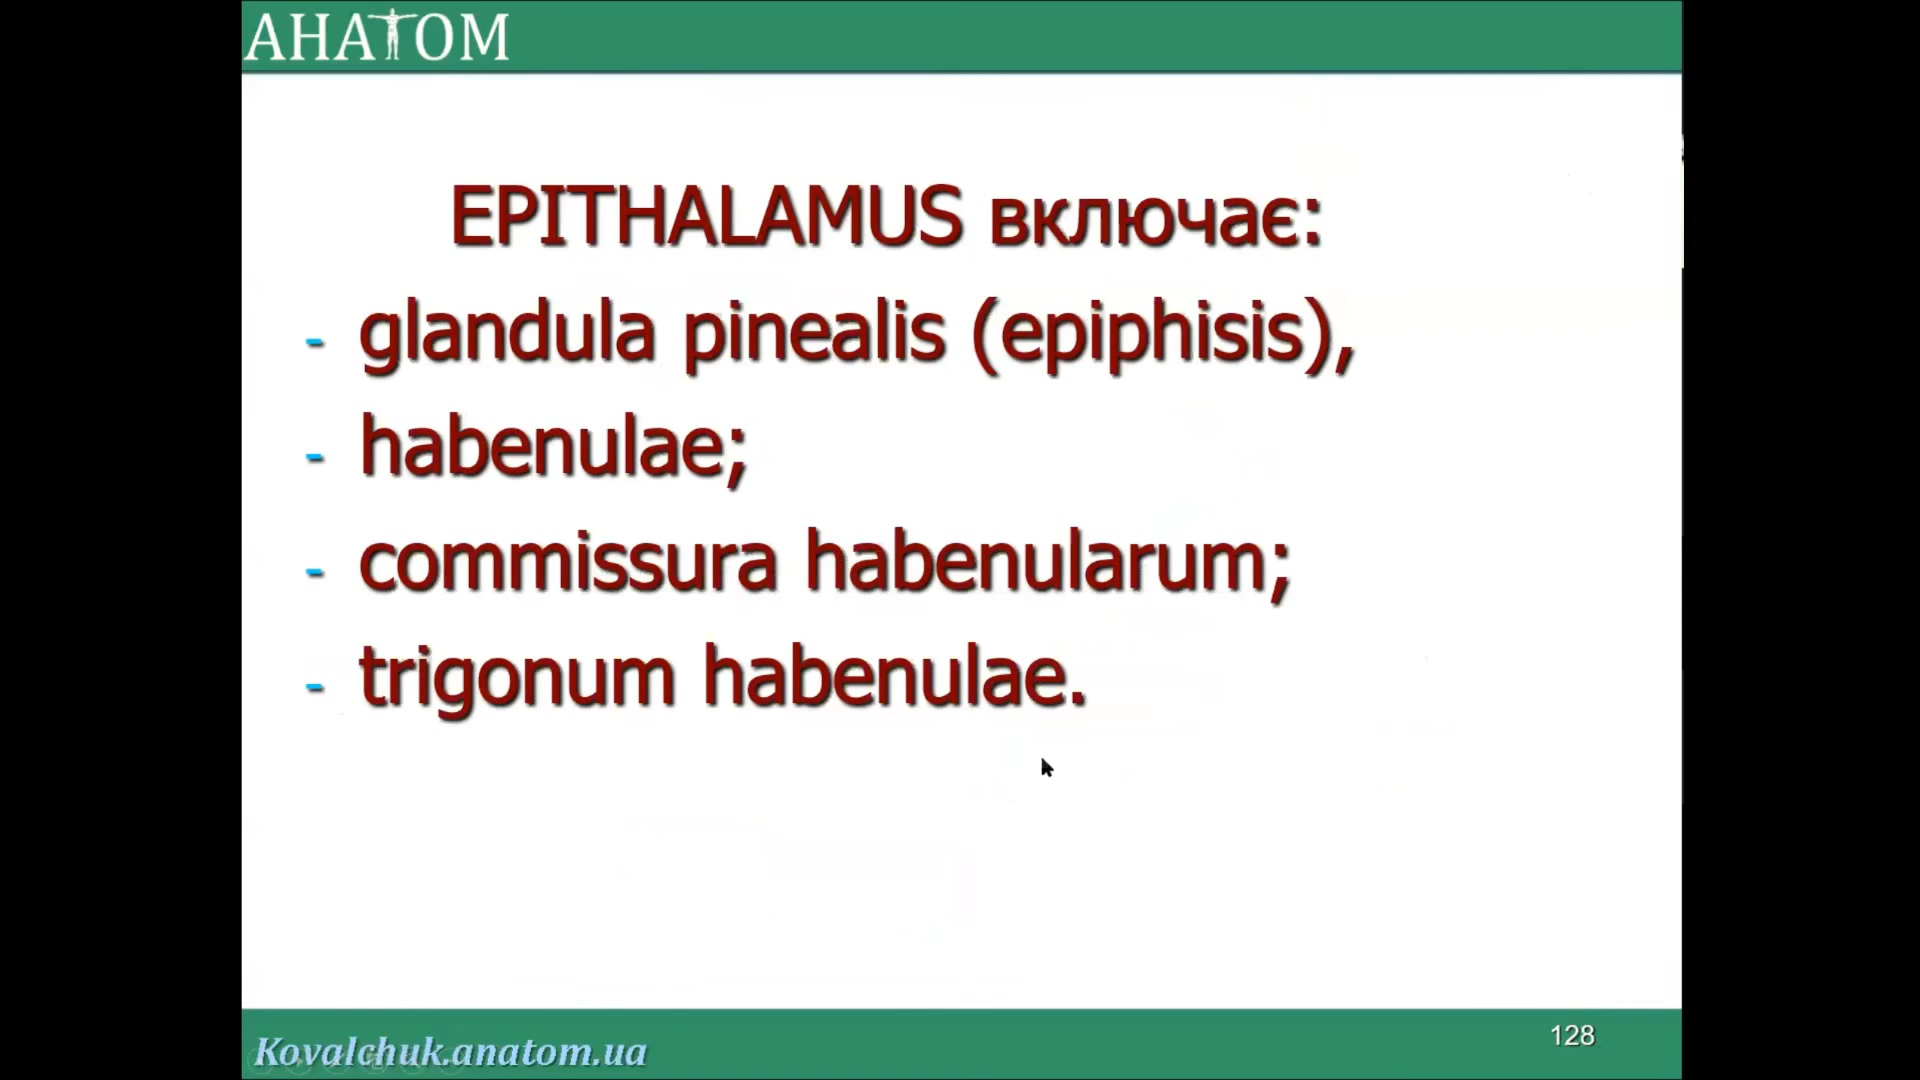 АНАТОМ
EPITHALAMUS включає:
- glandula pinealis (epiphisis),
- habenulae;
- commissura habenularum;
- trigonum habenulae.
Kovalchuk.anatom.ua
128